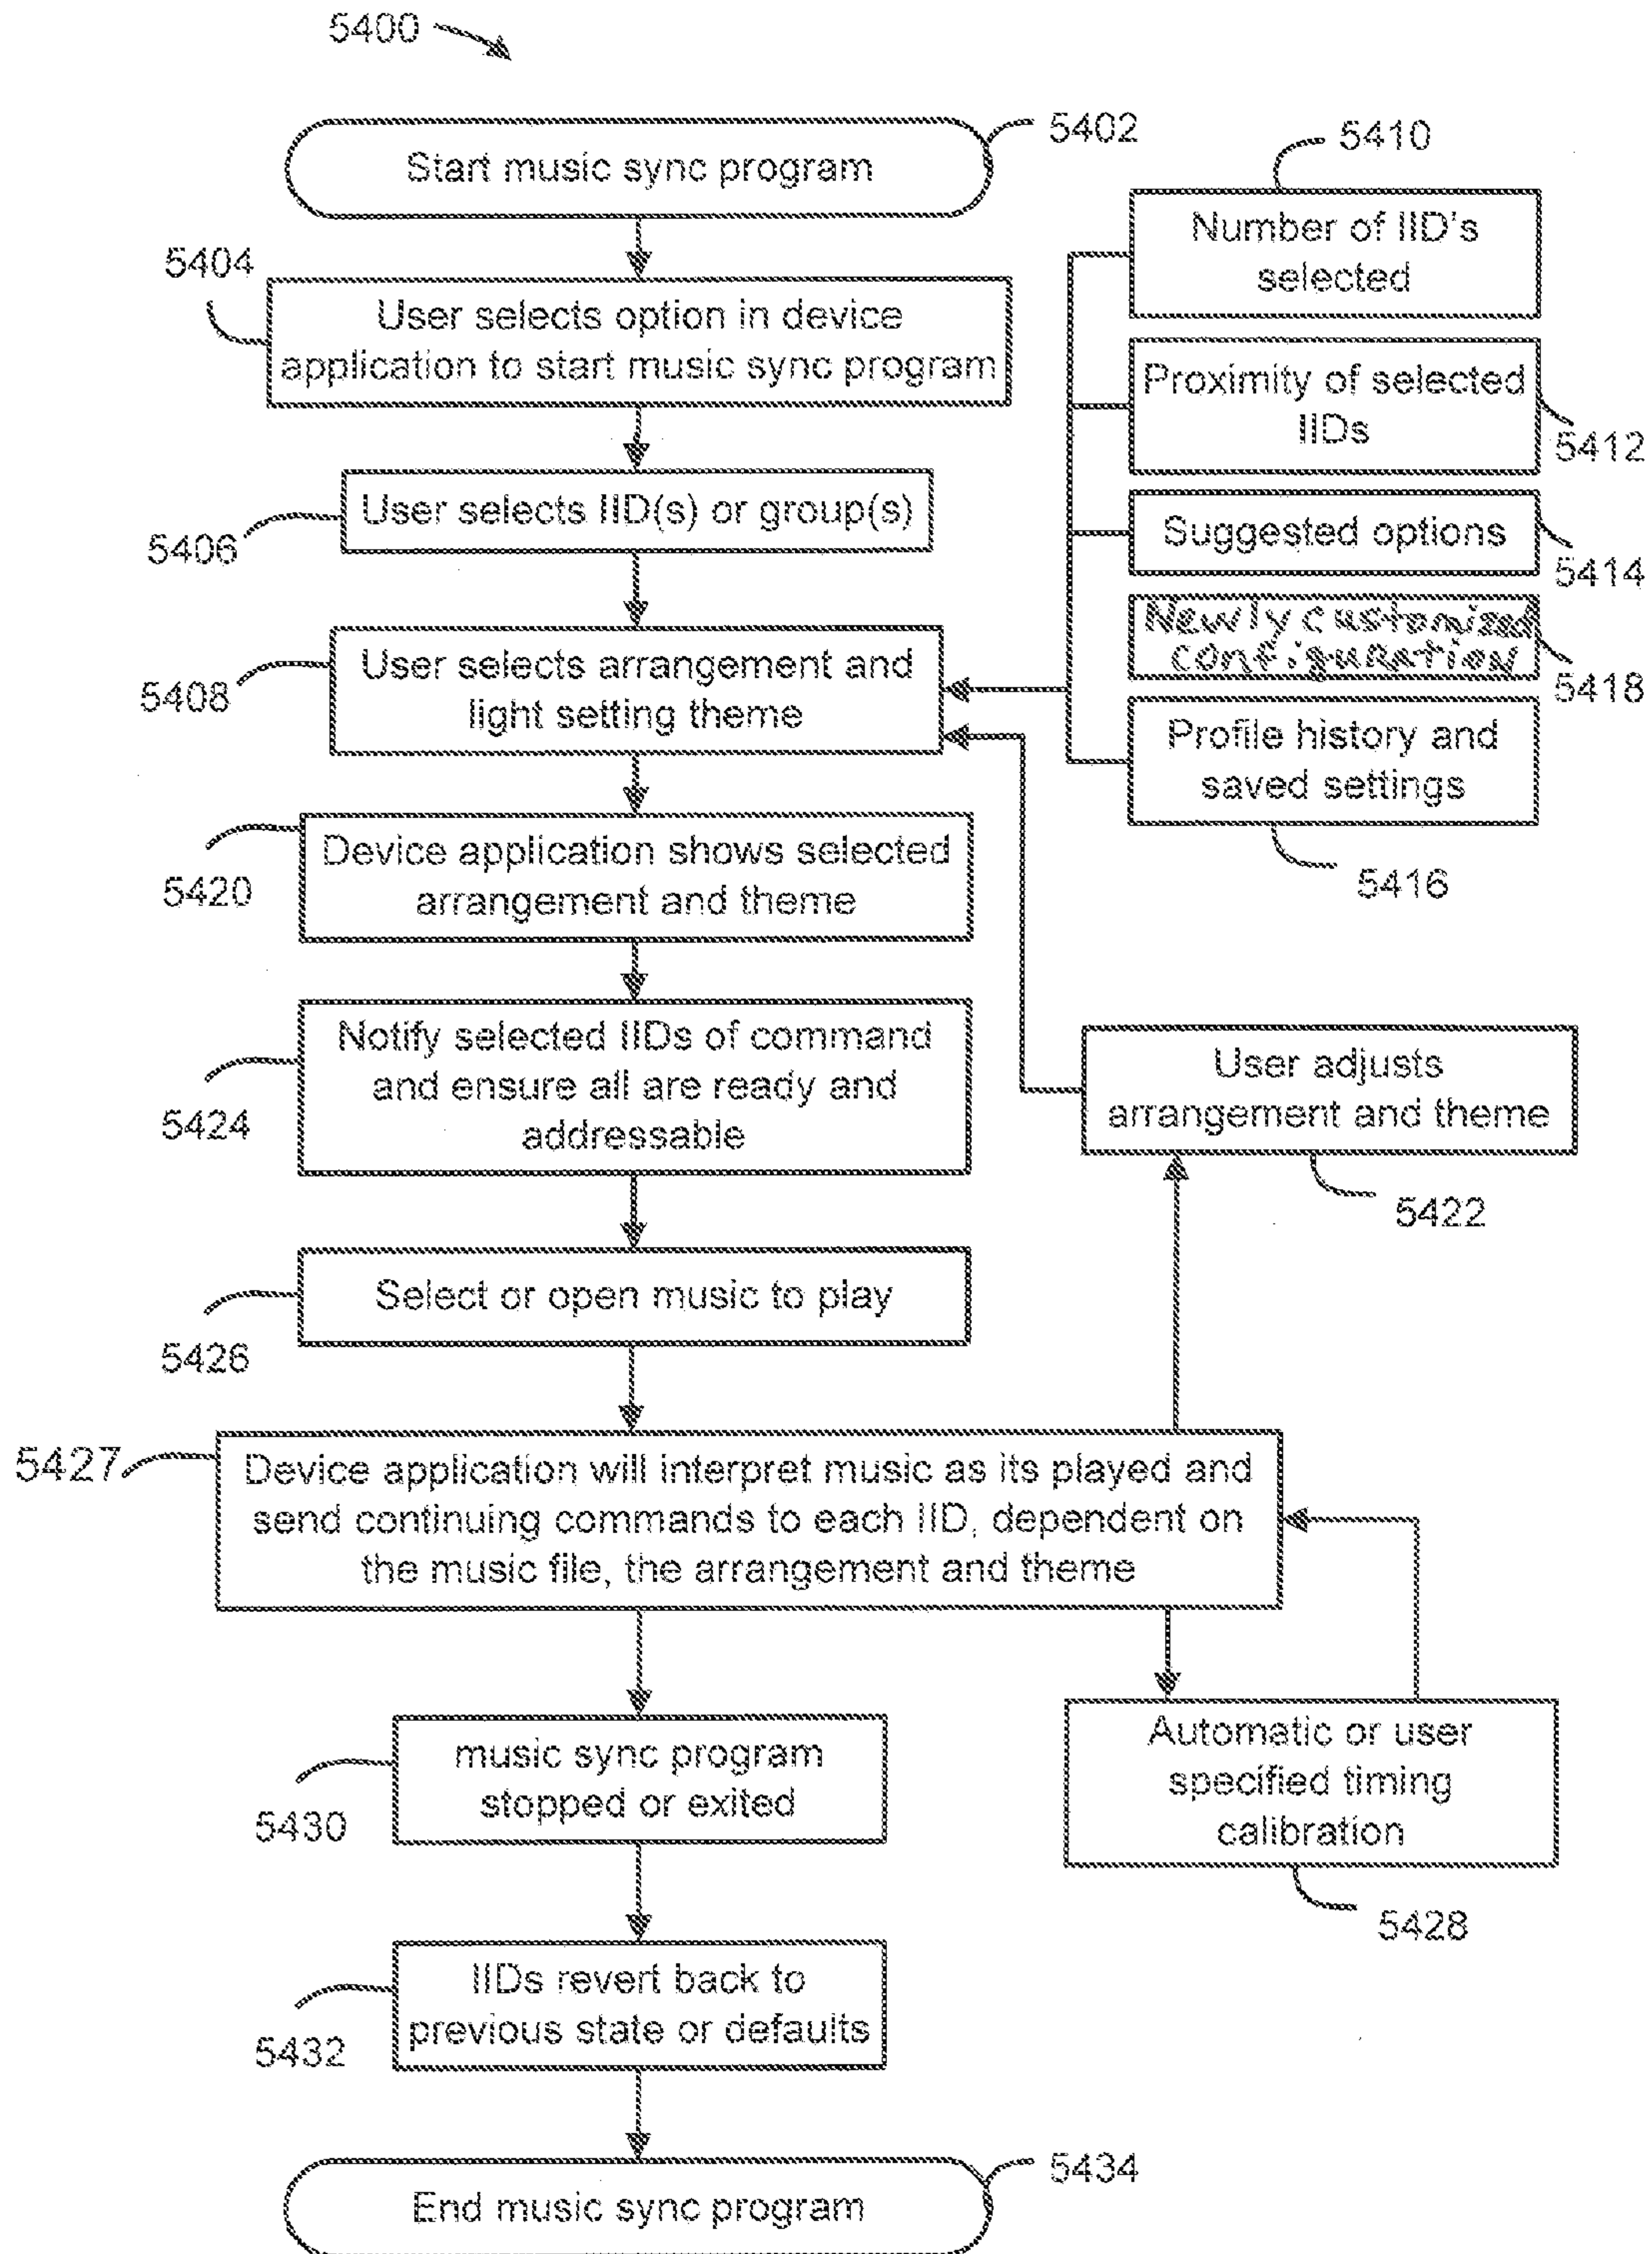 5400
Start music sync program
5402
5404
User selects option in device
application to start music sync program
User selects IID(s) or group(s)
5406
User selects arrangement and
light setting theme
5408
5410
Number of IID's
selected
Proximity of selected
IIDs
5412
Suggested options
5414
Newly customized
configuration
5418
Profile history and
saved settings
5416
Device application shows selected
arrangement and theme
5420
Notify selected IIDs of command
and ensure all are ready and
addressable
5424
User adjusts
arrangement and theme
5422
Select or open music to play
5426
5427
Device application will interpret music as its played and
send continuing commands to each IID, dependent on
the music file, the arrangement and theme
music sync program
stopped or exited
5430
Automatic or user
specified timing
calibration
5428
IIDs revert back to
previous state or defaults
5432
End music sync program
5434